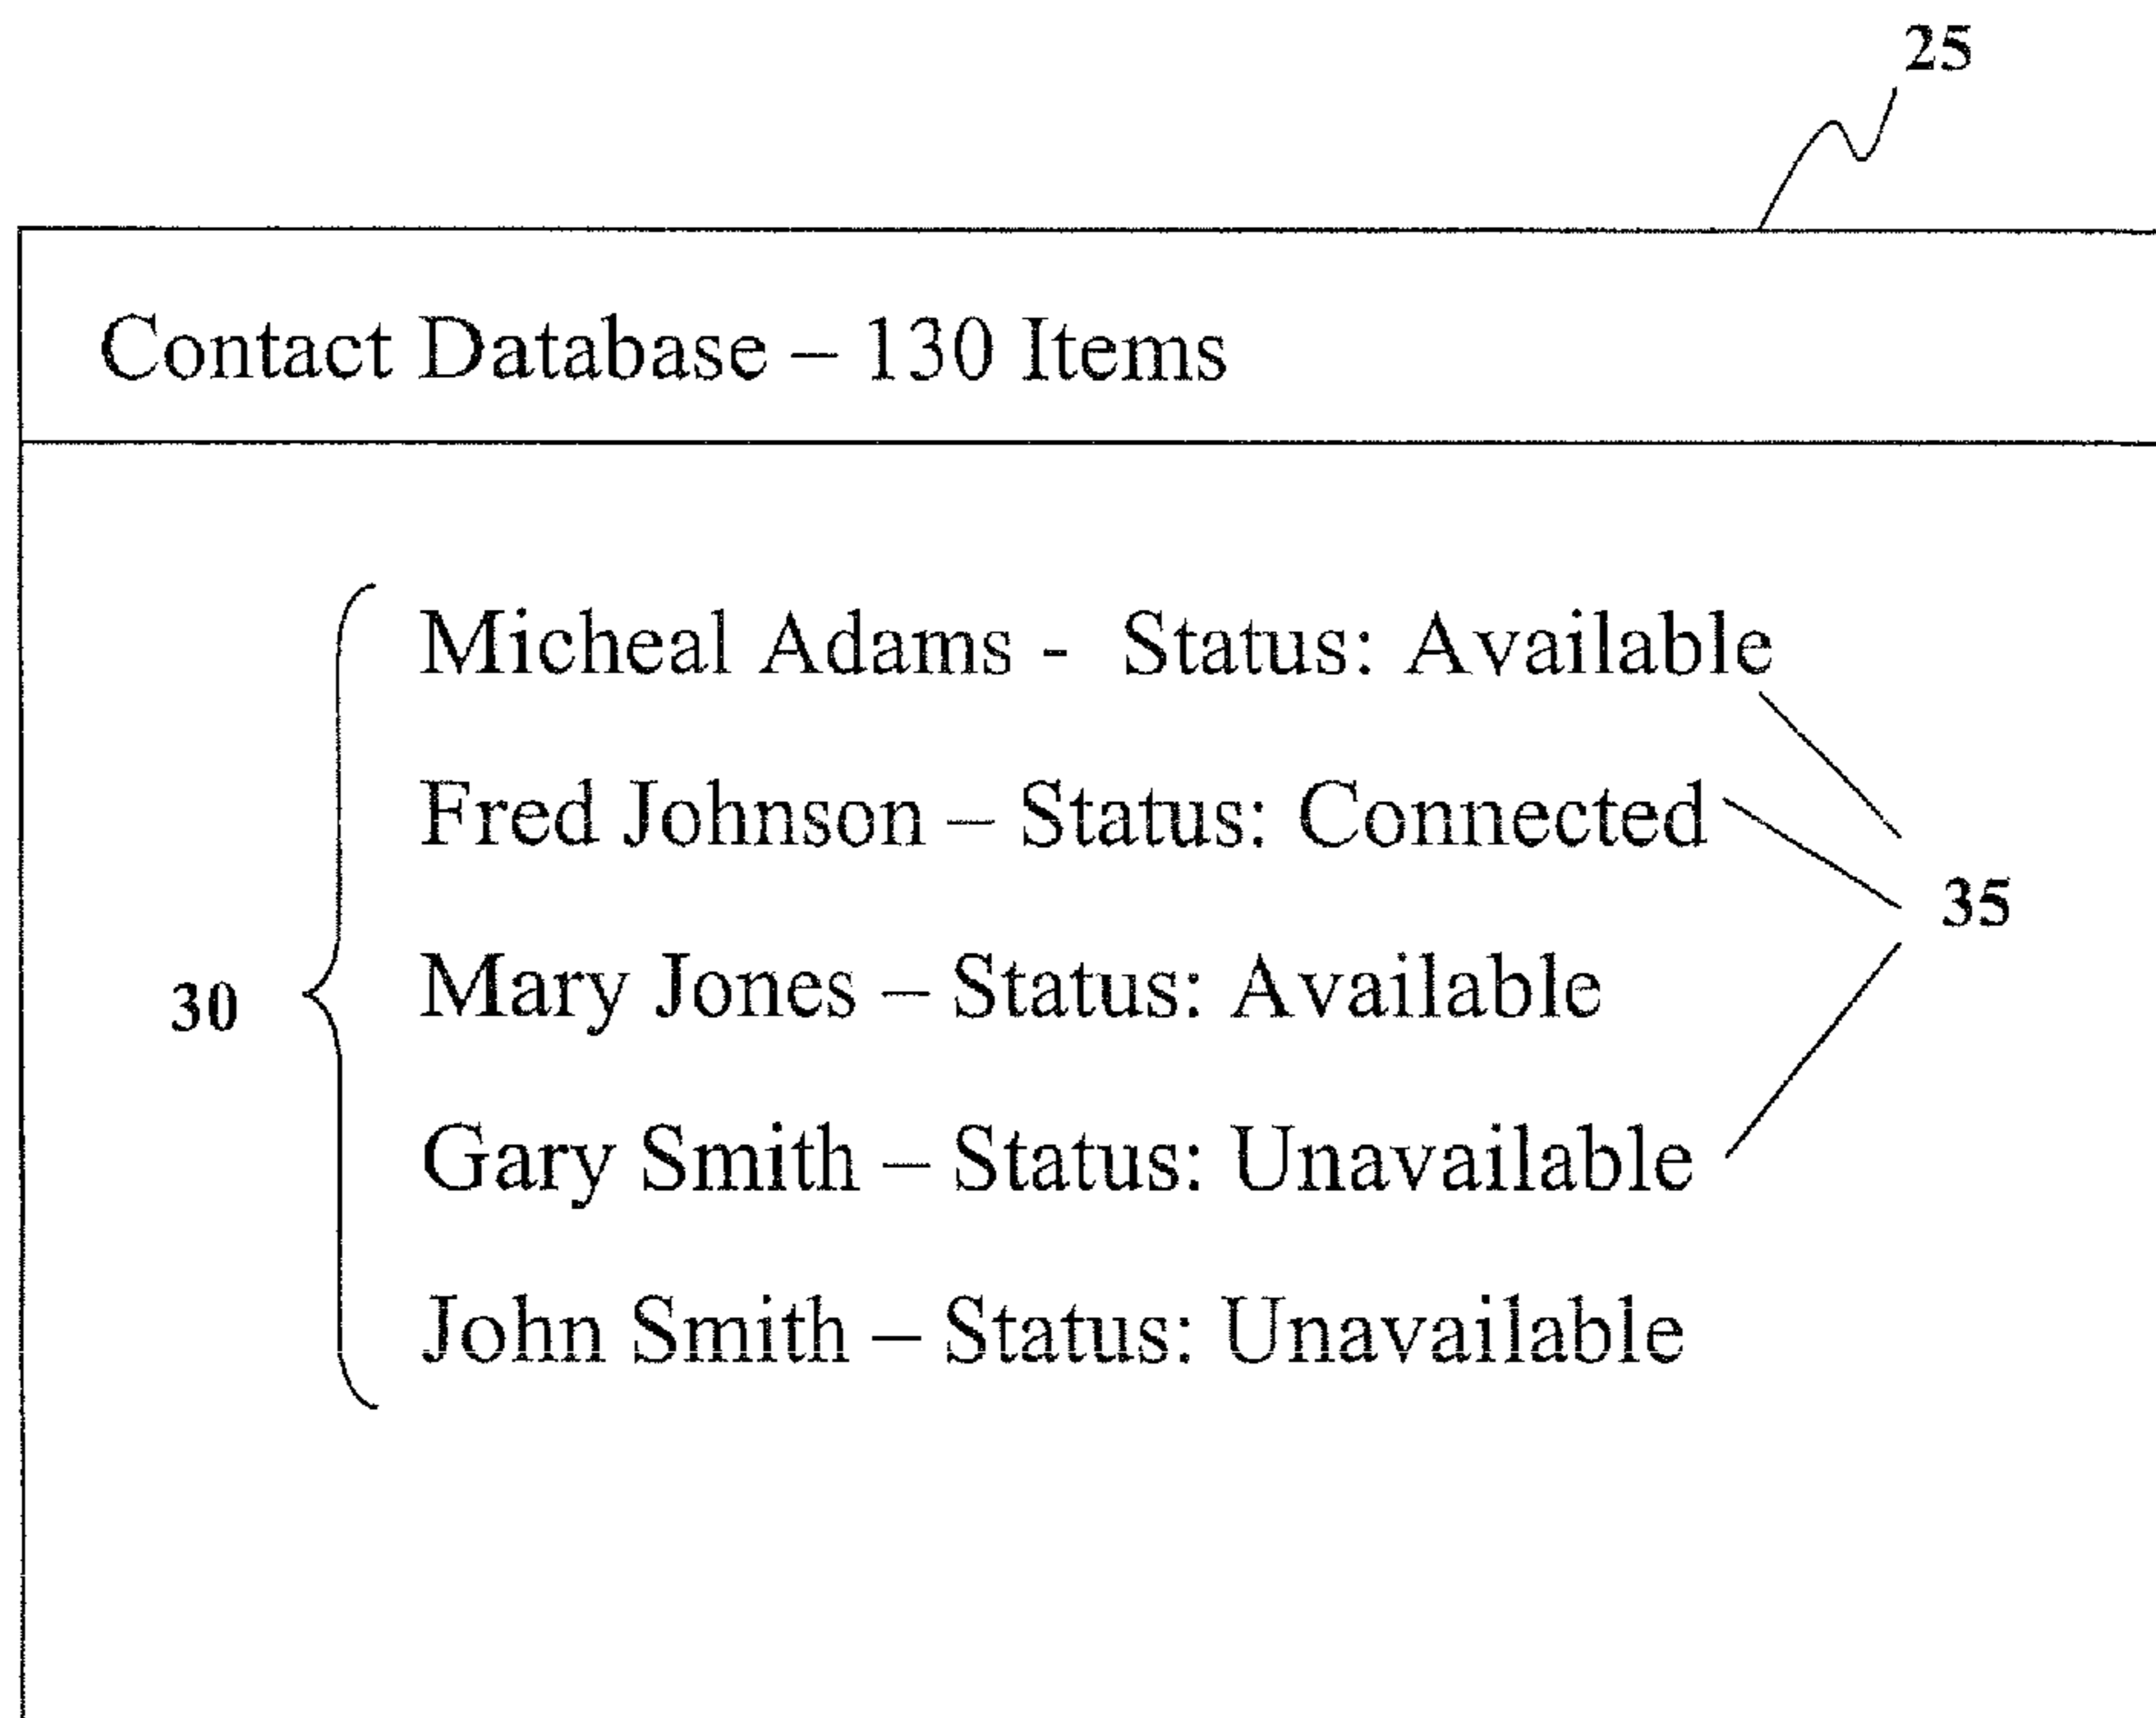 25
Contact Database – 130 Items
Micheal Adams - Status: Available
Fred Johnson – Status: Connected
35
Mary Jones – Status: Available
30
Gary Smith – Status: Unavailable
John Smith – Status: Unavailable